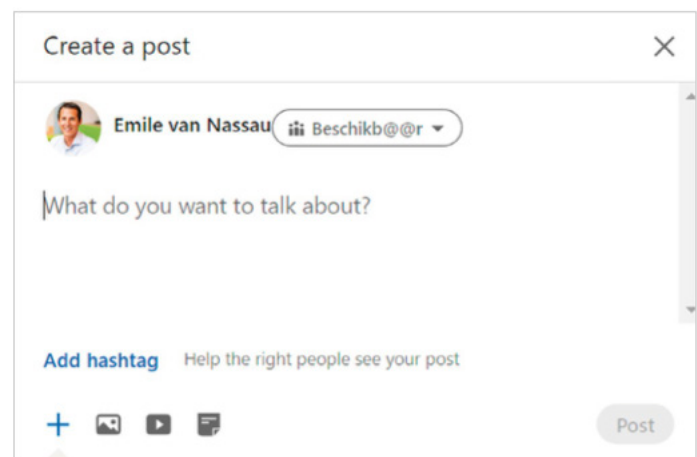 Create a post
Emile van Nassau Beschikb@@r
What do you want to talk about?
Add hashtag Help the right people see your post
Post